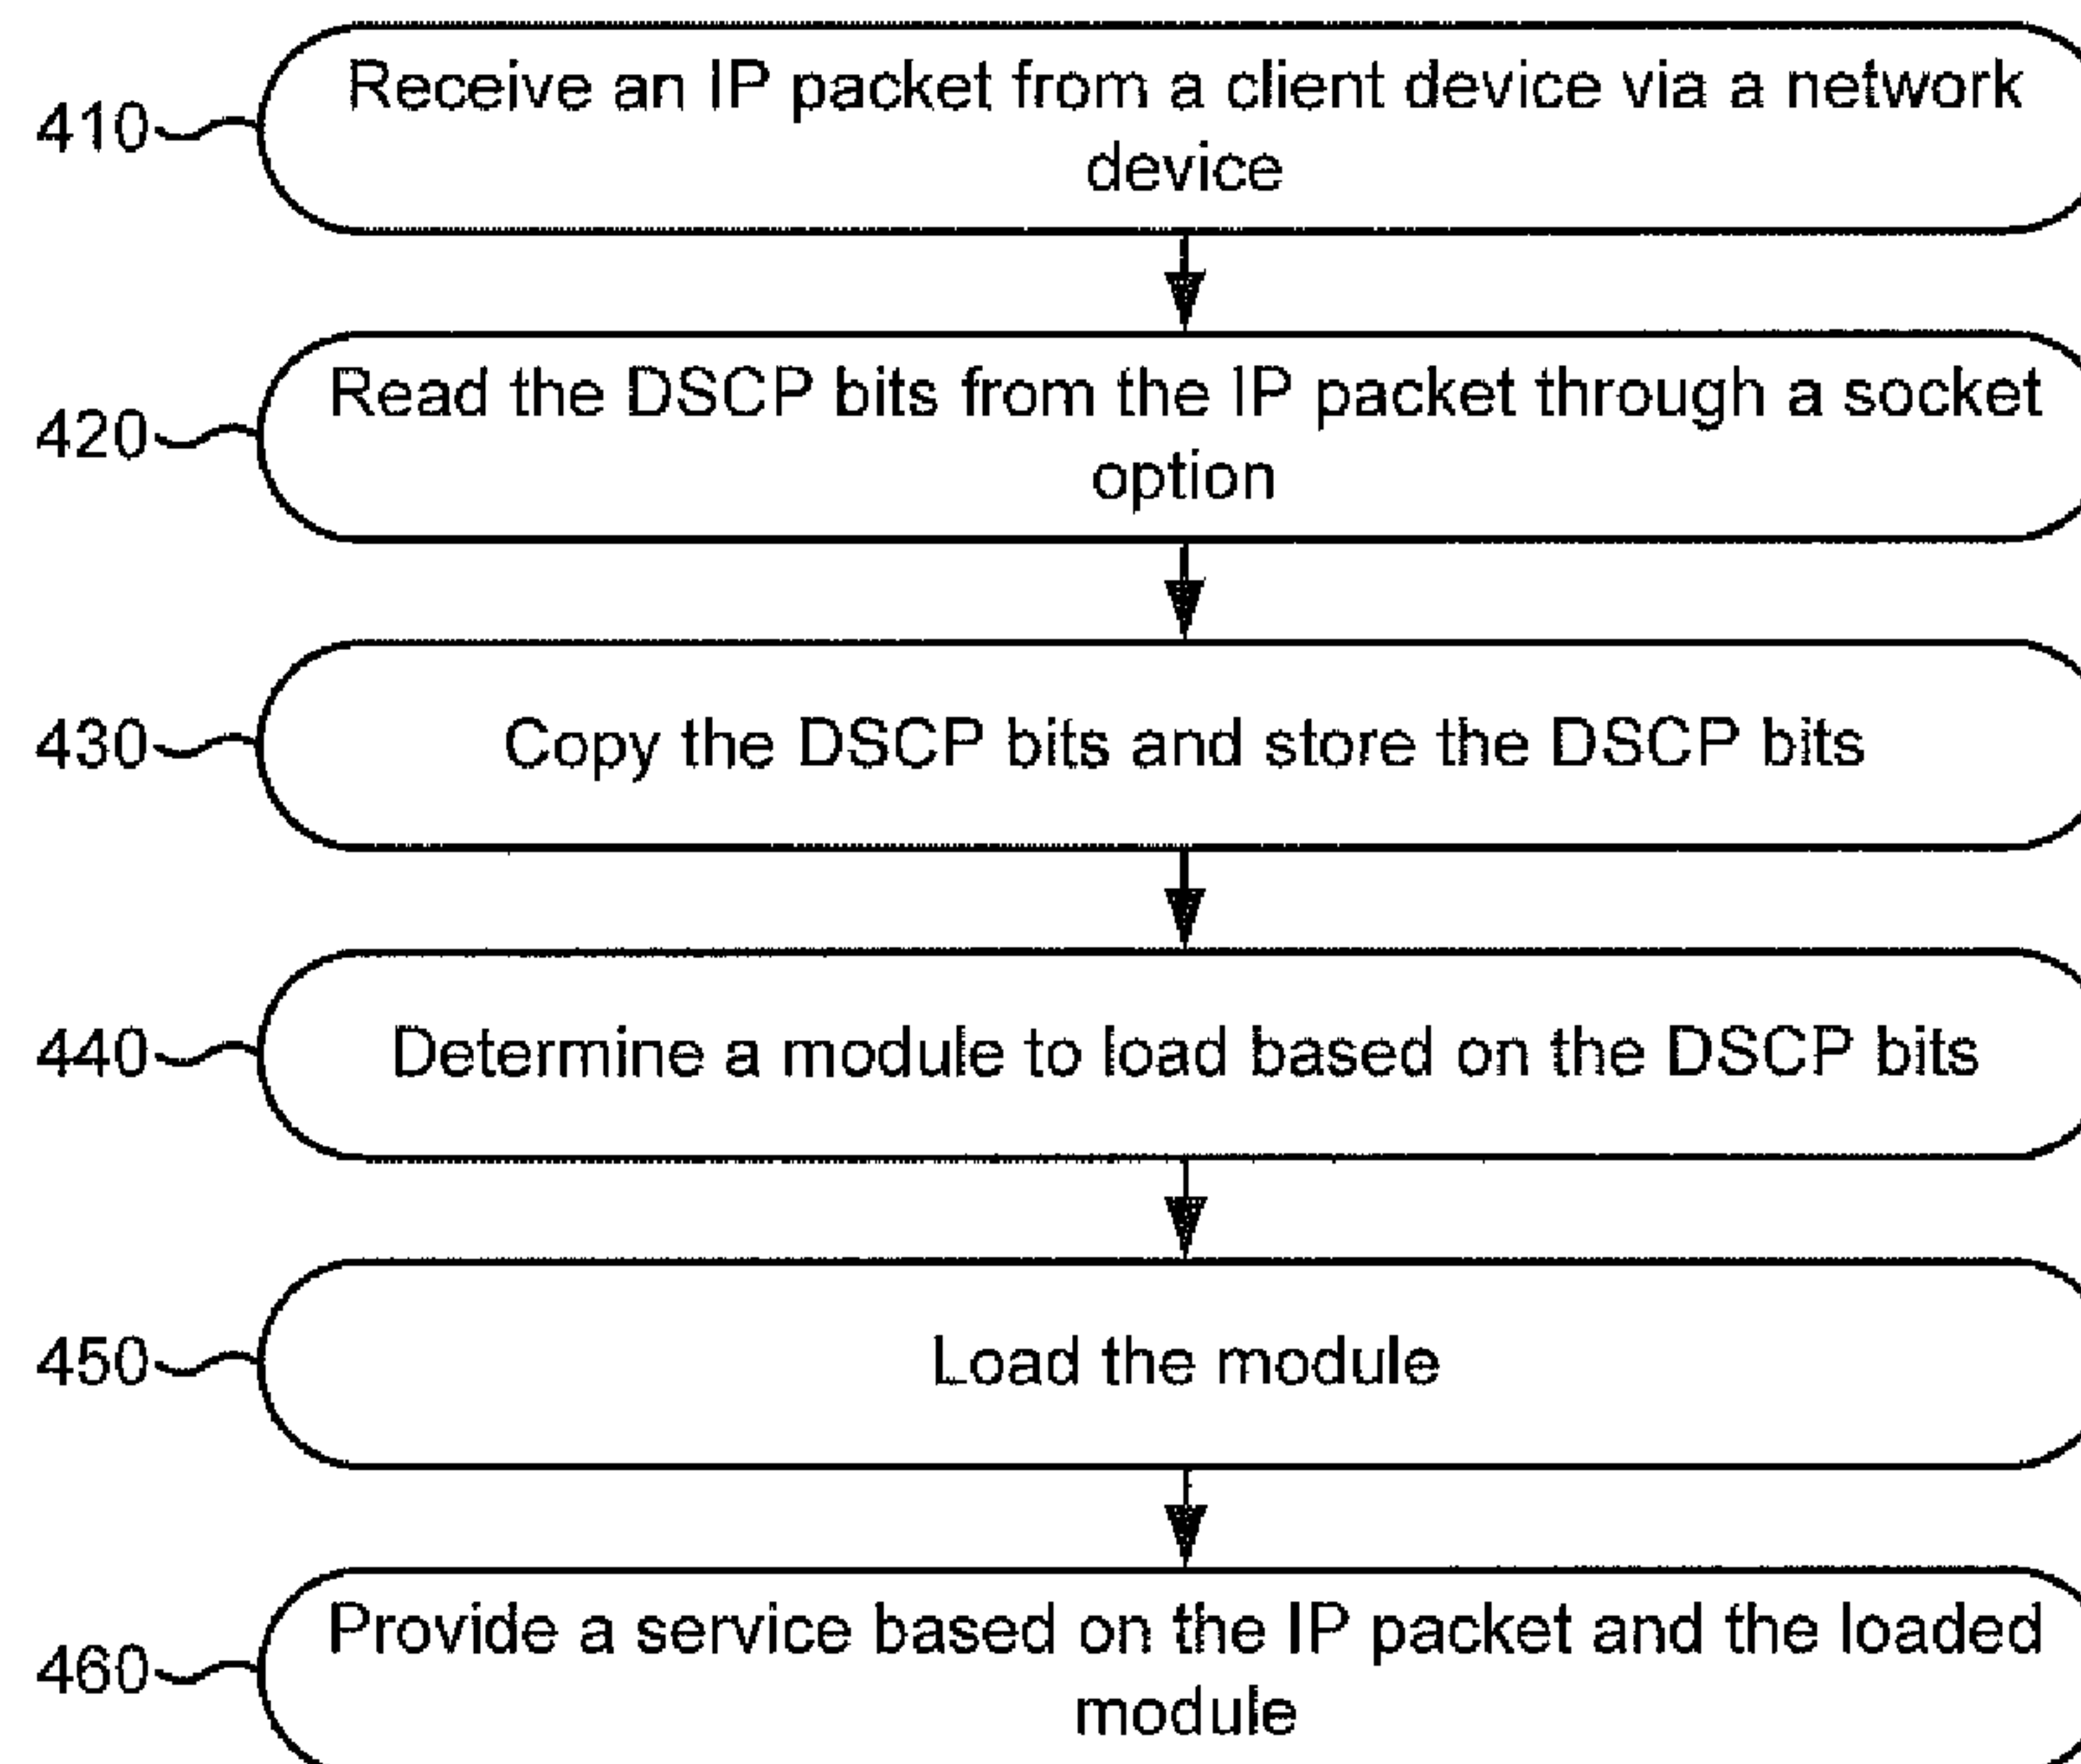 410
Receive an IP packet from a client device via a network
device
420
Read the DSCP bits from the IP packet through a socket
option
430
Copy the DSCP bits and store the DSCP bits
440
Determine a module to load based on the DSCP bits
450
Load the module
460
Provide a service based on the IP packet and the loaded
module